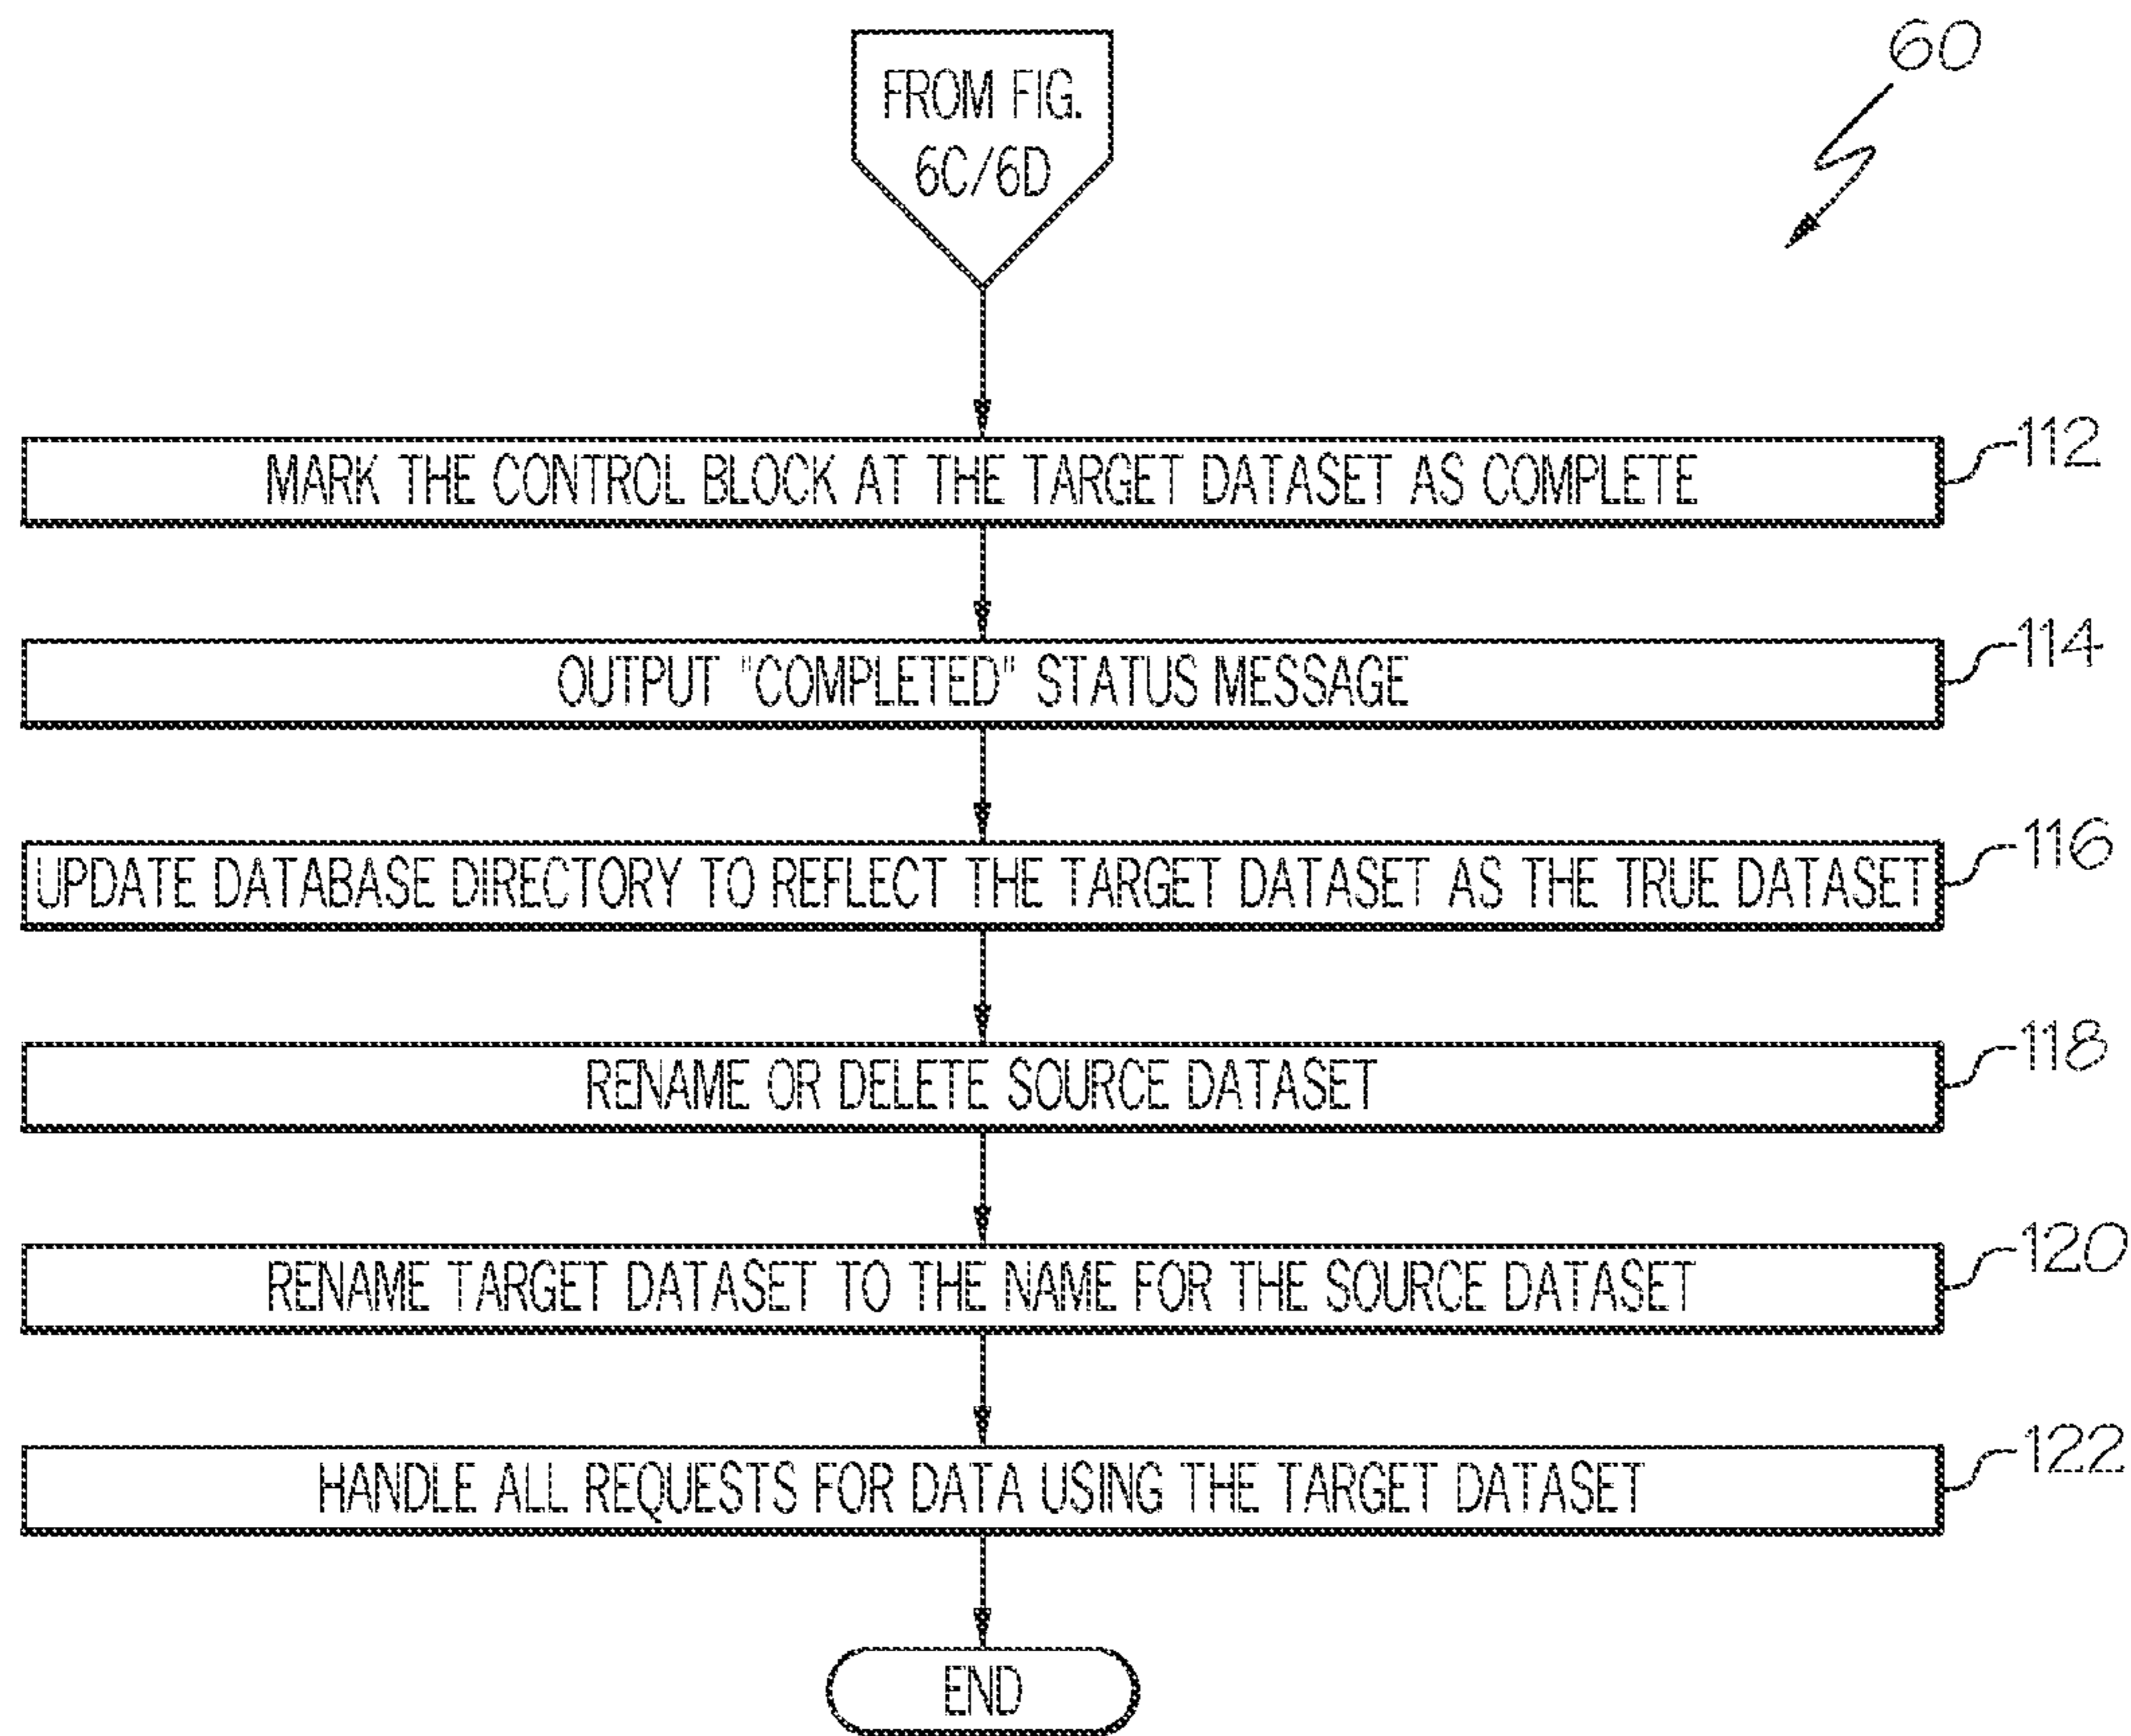 60
FROM FIG.
6C/6D
MARK THE CONTROL BLOCK AT THE TARGET DATASET AS COMPLETE
112
OUTPUT "COMPLETED" STATUS MESSAGE
114
UPDATE DATABASE DIRECTORY TO REFLECT THE TARGET DATASET AS THE TRUE DATASET
116
RENAME OR DELETE SOURCE DATASET
118
RENAME TARGET DATASET TO THE NAME FOR THE SOURCE DATASET
120
HANDLE ALL REQUESTS FOR DATA USING THE TARGET DATASET
122
END